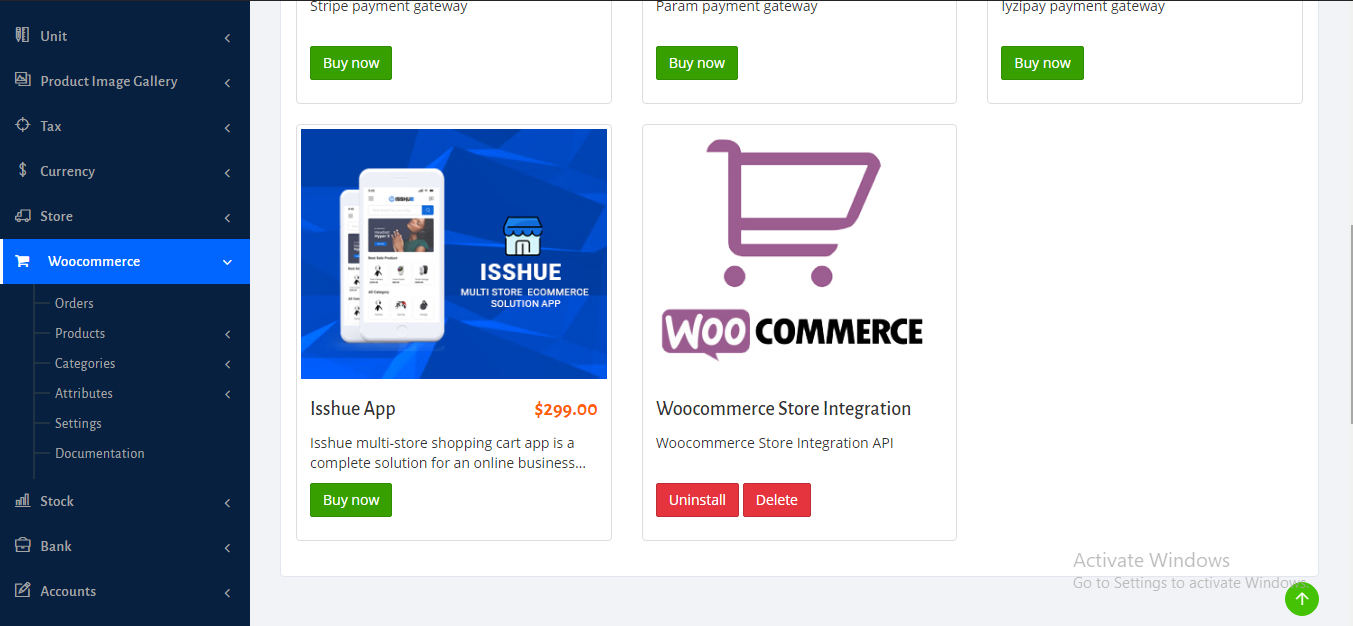 Unit
Product Image Gallery
Tax
Currency
Store
Woocommerce
Orders
Products
Categories
Attributes
Settings
Documentation
Stock
Bank
Accounts
Stripe payment gateway
Buy now
Param payment gateway
Buy now
Iyzipay payment gateway
Buy now
ISSHUE
ISSHUE
MULTI STORE ECOMMERCE
SOLUTION APP
Isshue App $299.00
Isshue multi-store shopping cart app is a
complete solution for an online business...
Buy now
WOOCOMMERCE
Woocommerce Store Integration
Woocommerce Store Integration API
Uninstall Delete
Activate Windows
Go to Settings to activate Windows.